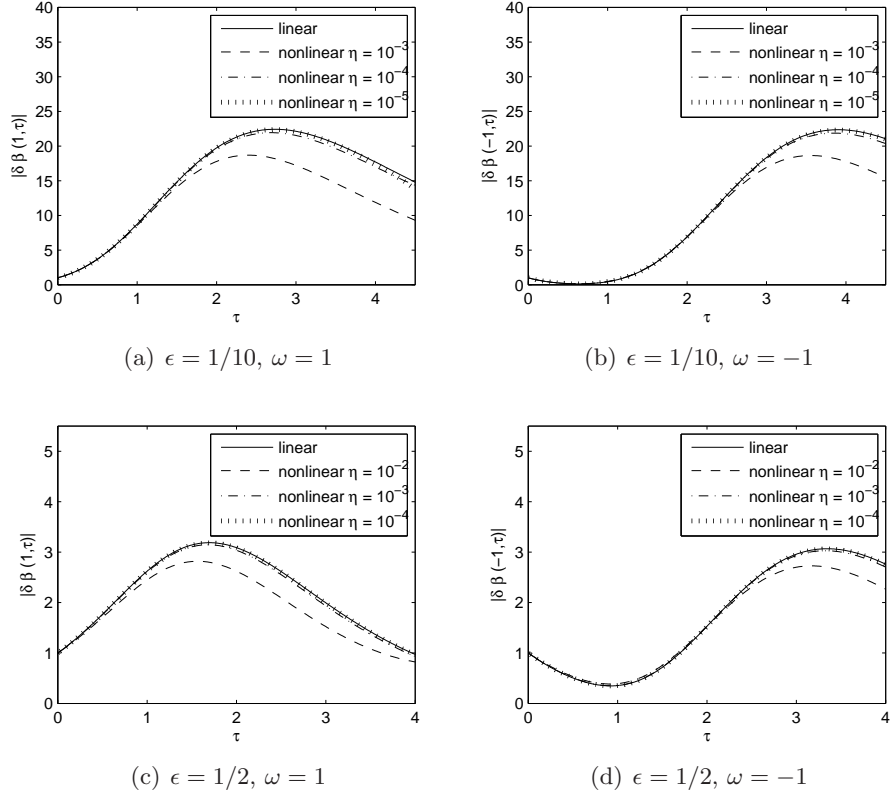 40
35
30
25
20
15
10
5
0
|δ β (1,τ)|
linear
nonlinear η = 10⁻³
nonlinear η = 10⁻⁴
nonlinear η = 10⁻⁵
0 1 2 3 4
τ
(a) ϵ = 1/10, ω = 1
40
35
30
25
20
15
10
5
0
|δ β (−1,τ)|
linear
nonlinear η = 10⁻³
nonlinear η = 10⁻⁴
nonlinear η = 10⁻⁵
0 1 2 3 4
τ
(b) ϵ = 1/10, ω = −1
5
4
3
2
1
0
|δ β (1,τ)|
linear
nonlinear η = 10⁻²
nonlinear η = 10⁻³
nonlinear η = 10⁻⁴
0 1 2 3 4
τ
(c) ϵ = 1/2, ω = 1
5
4
3
2
1
0
|δ β (−1,τ)|
linear
nonlinear η = 10⁻²
nonlinear η = 10⁻³
nonlinear η = 10⁻⁴
0 1 2 3 4
τ
(d) ϵ = 1/2, ω = −1